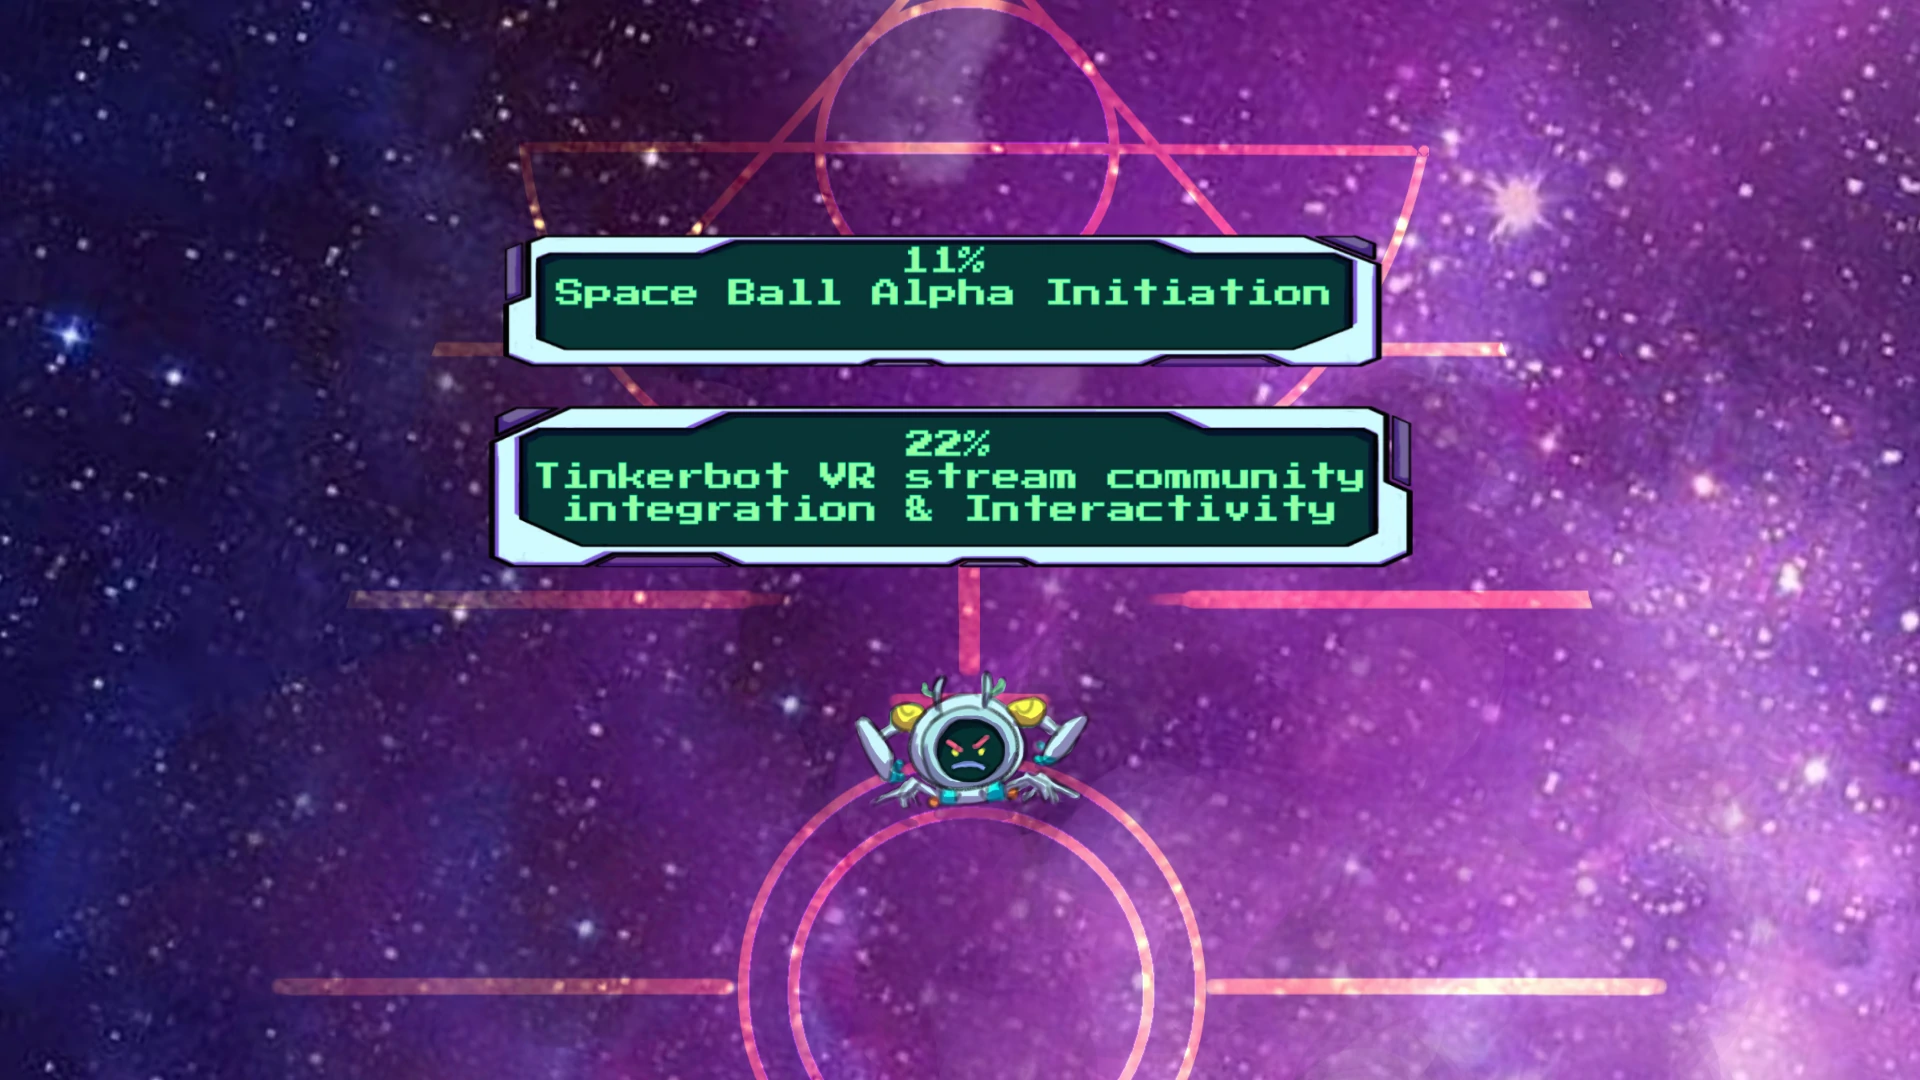 11%
Space Ball Alpha Initiation
22%
Tinkerbot VR stream community
integration & Interactivity